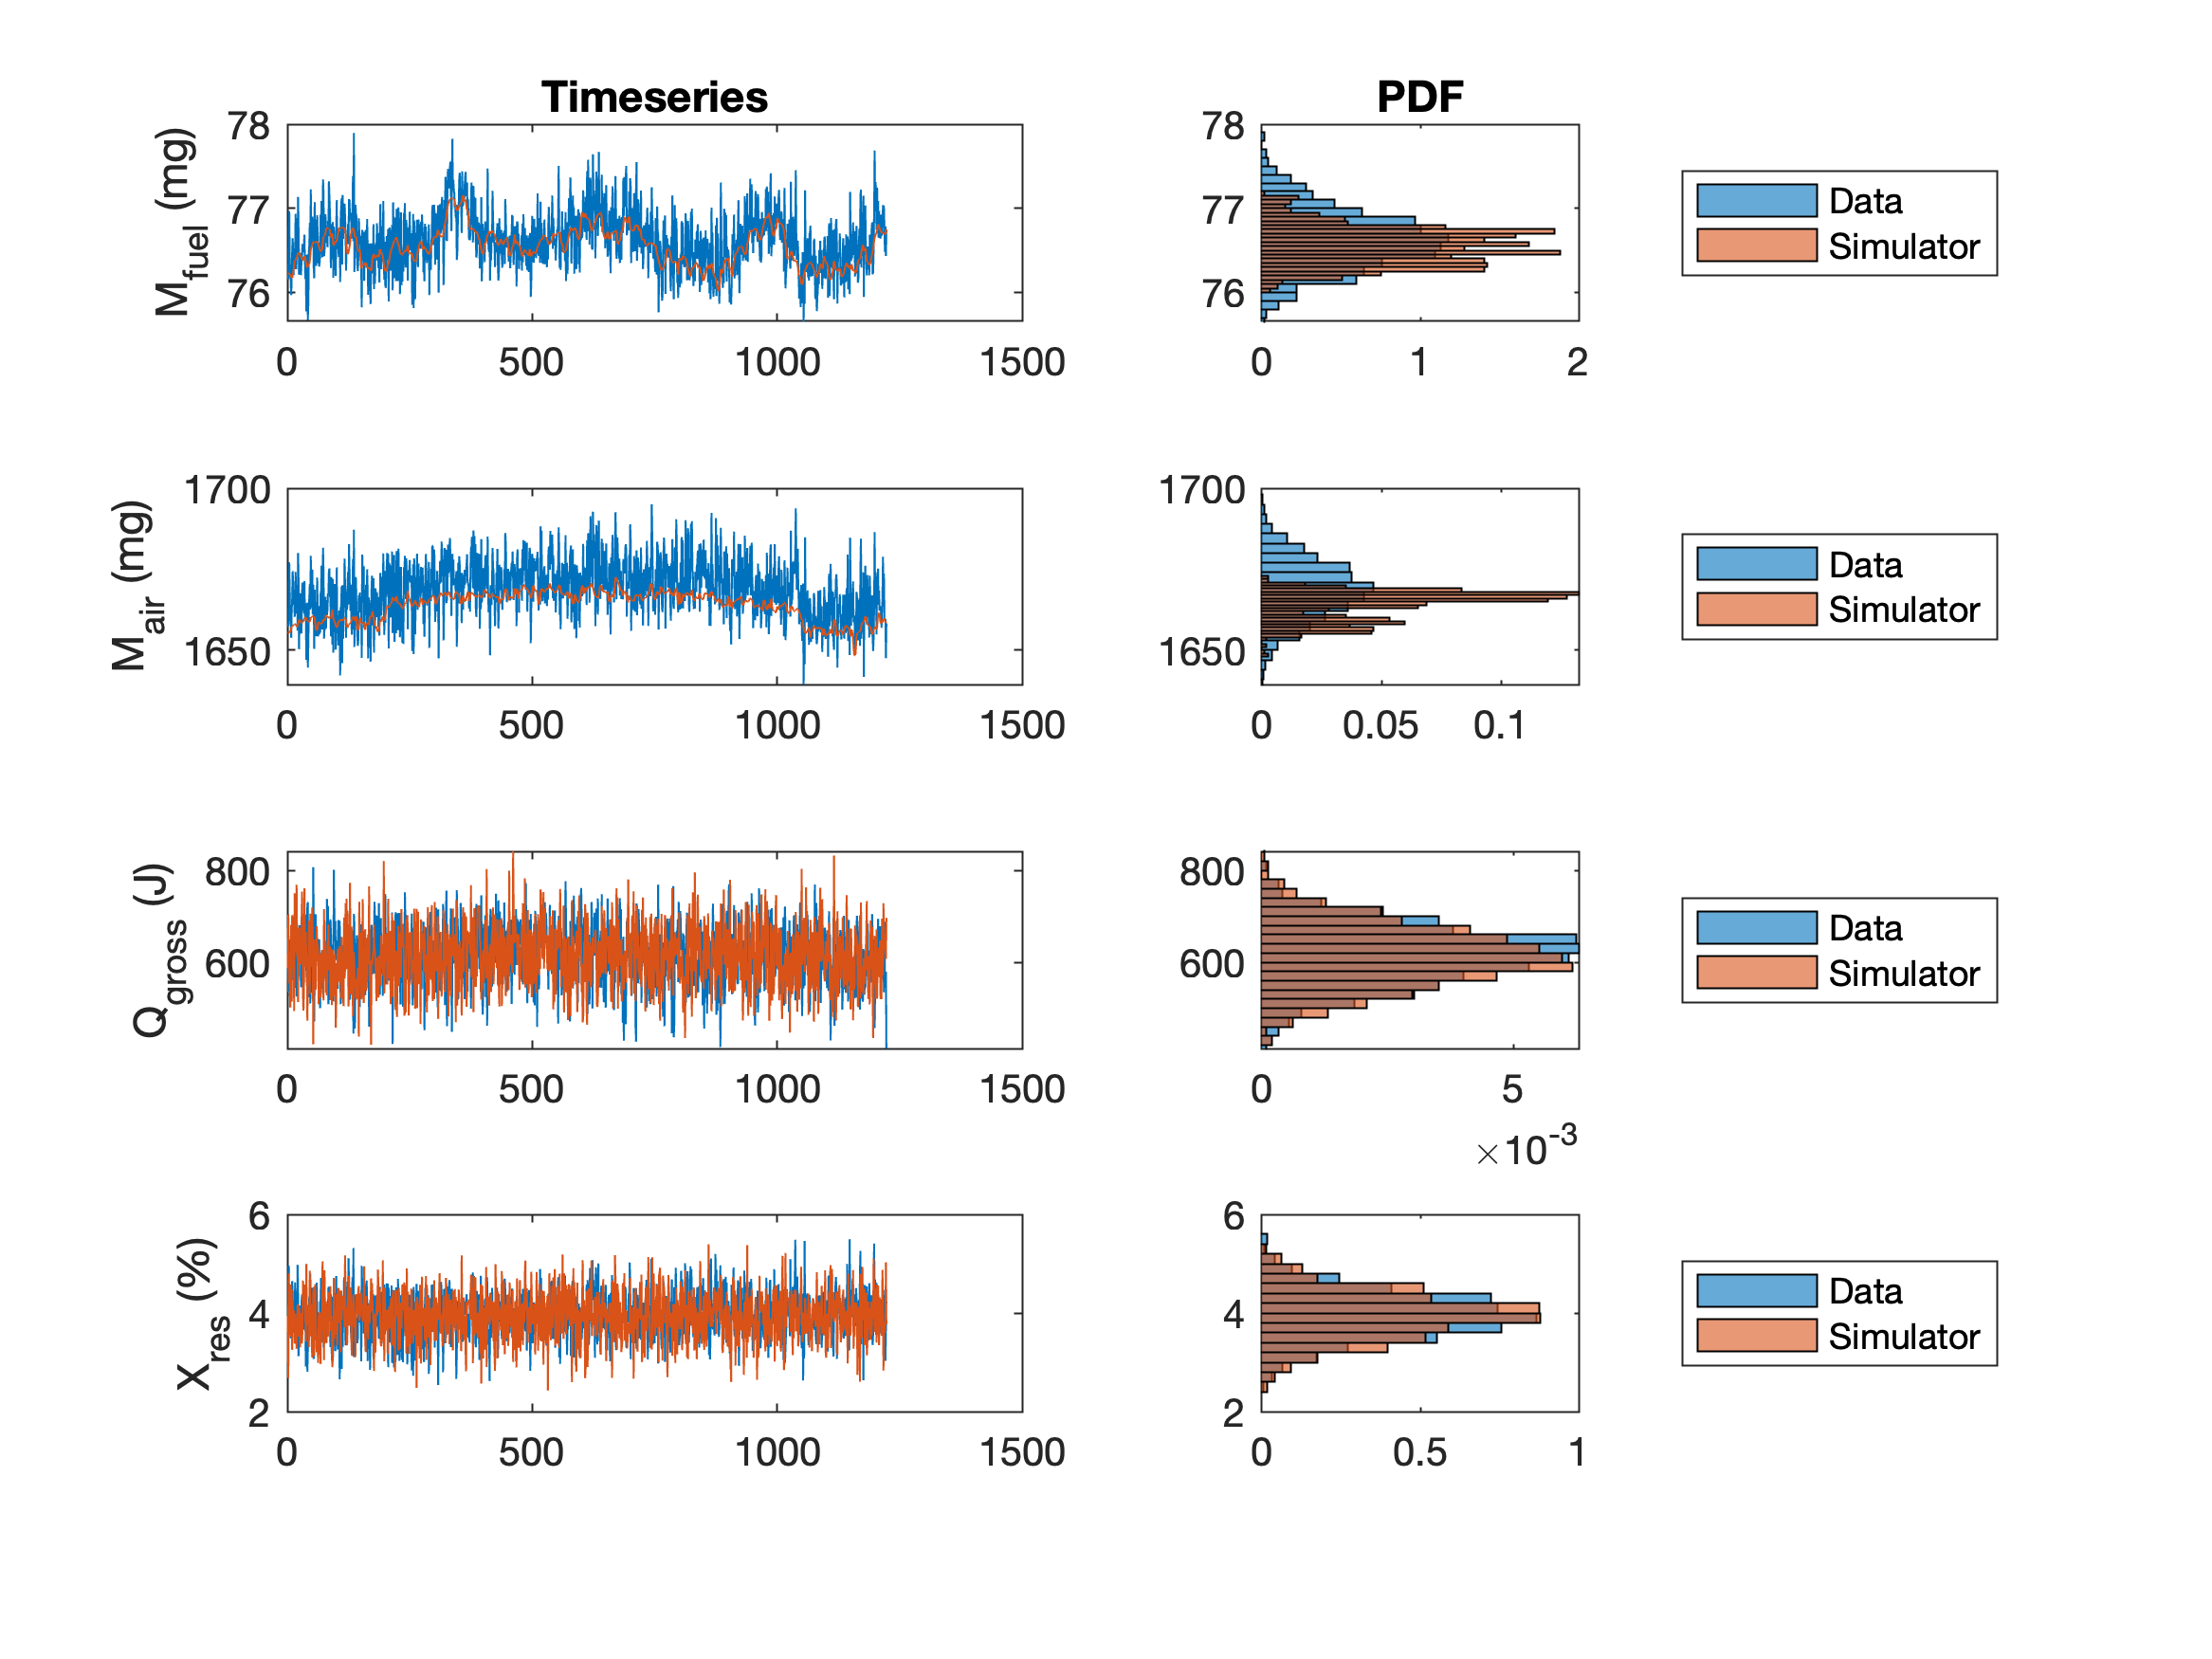 Timeseries
PDF
M_fuel (mg)
78
77
76
0 500 1000 1500
78
77
76
0 1 2
Data
Simulator
M_air (mg)
1700
1650
0 500 1000 1500
1700
1650
0 0.05 0.1
Data
Simulator
Q_gross (J)
800
600
0 500 1000 1500
800
600
0 5
×10^-3
Data
Simulator
X_res (%)
6
4
2
0 500 1000 1500
6
4
2
0 0.5 1
Data
Simulator